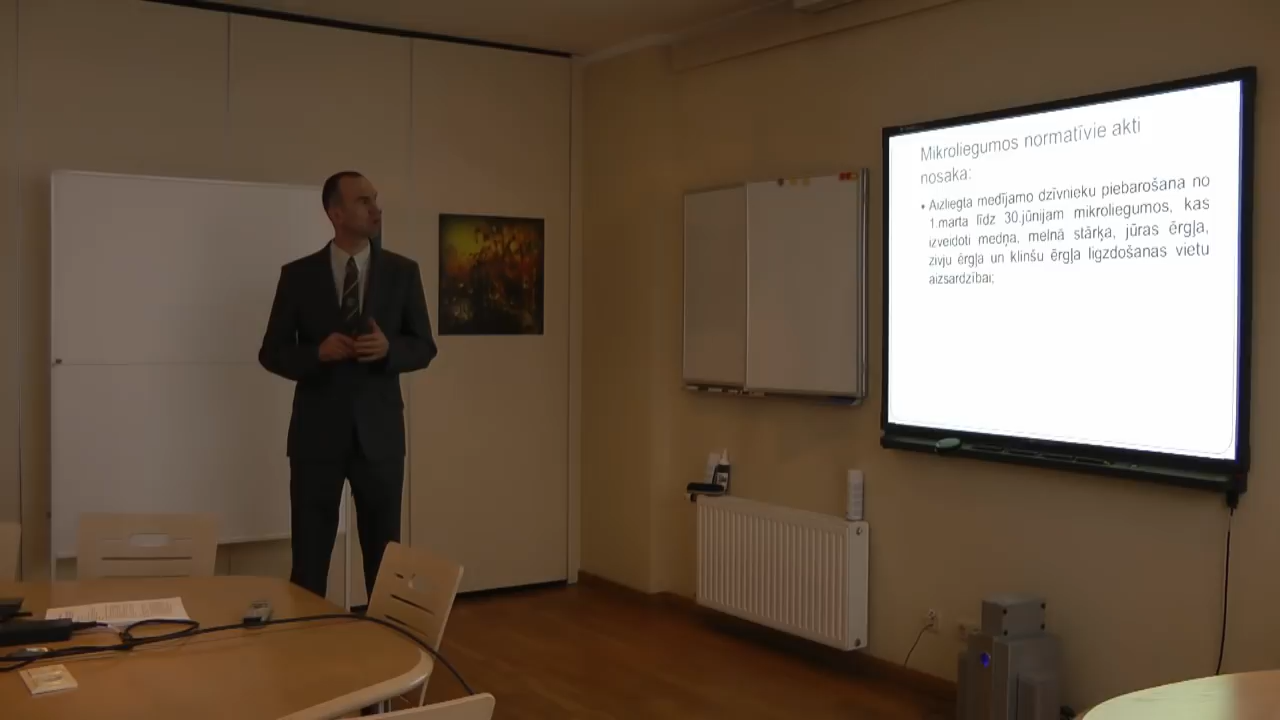 Mikroliegumos normatīvie akti
nosaka:
• Aizliegta medījamo dzīvnieku piebarošana no
1.marta līdz 30.jūnijam mikroliegumos, kas
izveidoti medņa, melnā stārķa, jūras ērgļa,
zivju ērgļa un klinšu ērgļa ligzdošanas vietu
aizsardzībai;